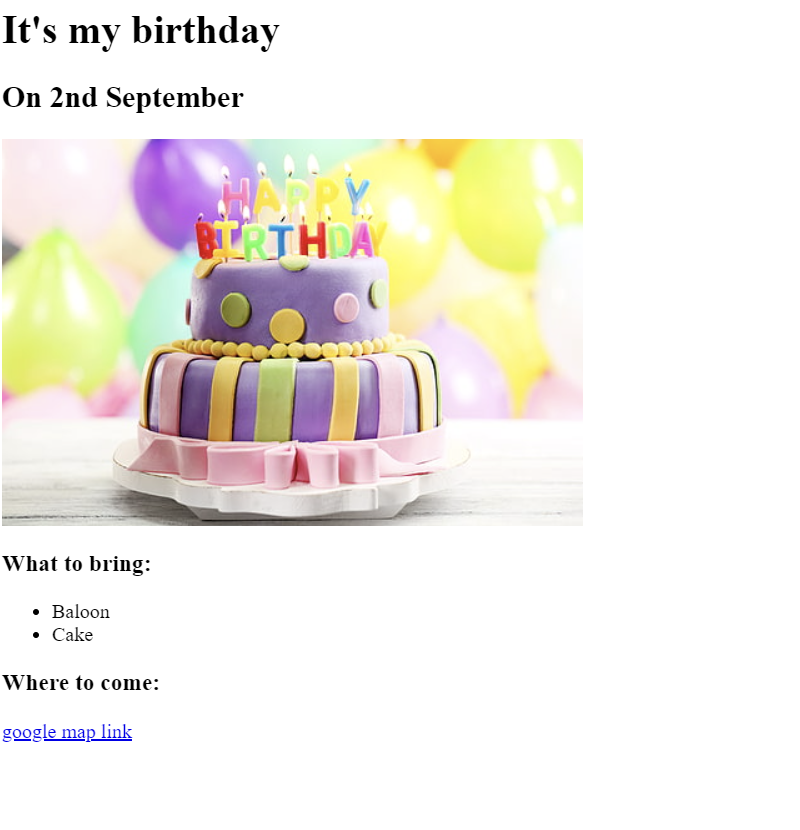 It's my birthday
On 2nd September
HAPPY
BIRTHDAY
What to bring:
Baloon
Cake
Where to come:
google map link